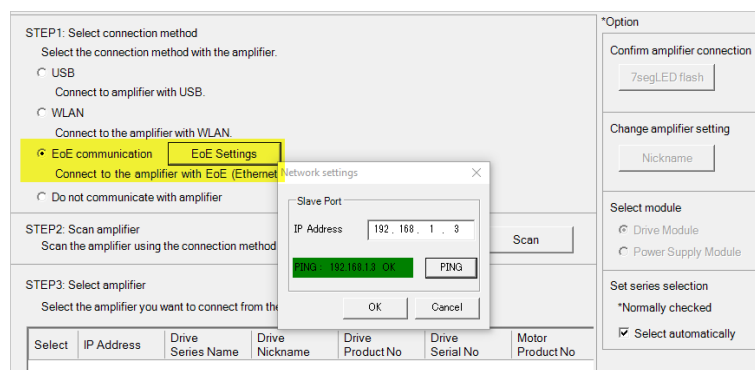 STEP1: Select connection method
Select the connection method with the amplifier.
USB
Connect to amplifier with USB.
WLAN
Connect to the amplifier with WLAN.
EoE communication EoE Settings
Connect to the amplifier with EoE (Ethernet
Do not communicate with amplifier
STEP2: Scan amplifier
Scan the amplifier using the connection method
Scan
STEP3: Select amplifier
Select the amplifier you want to connect from the
Select IP Address Drive Series Name Drive Nickname Drive Product No Drive Serial No Motor Product No
Network settings
Slave Port
IP Address 192 . 168 . 1 . 3
PING : 192.168.1.3 OK PING
OK Cancel
*Option
Confirm amplifier connection
7segLED flash
Change amplifier setting
Nickname
Select module
Drive Module
Power Supply Module
Set series selection
*Normally checked
Select automatically